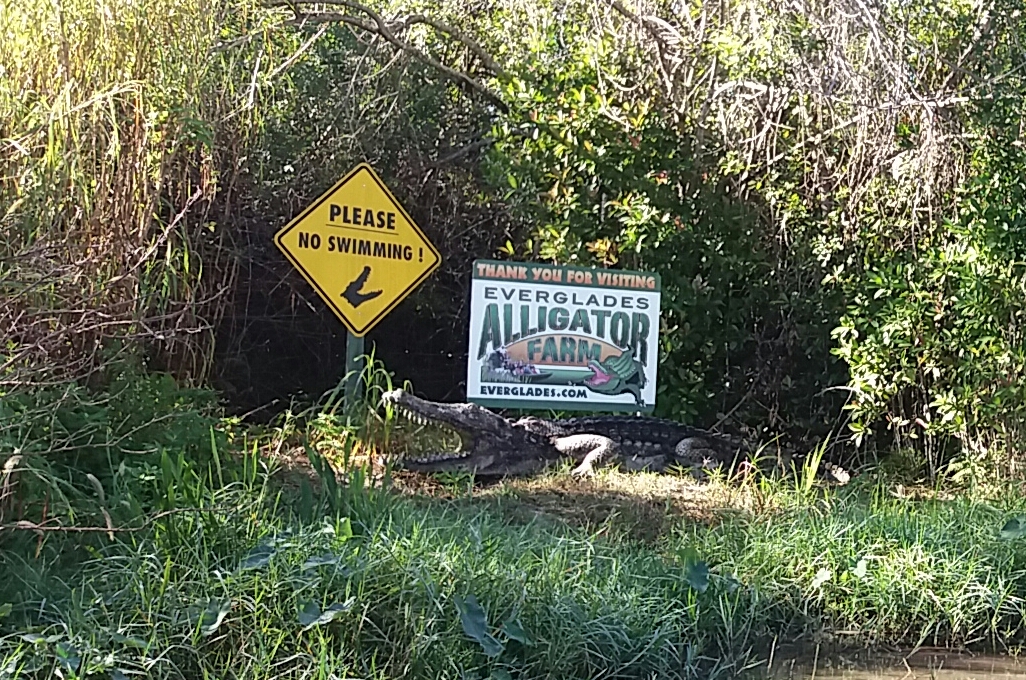 PLEASE
NO SWIMMING !
THANK YOU FOR VISITING
EVERGLADES
ALLIGATOR
FARM
EVERGLADES.COM